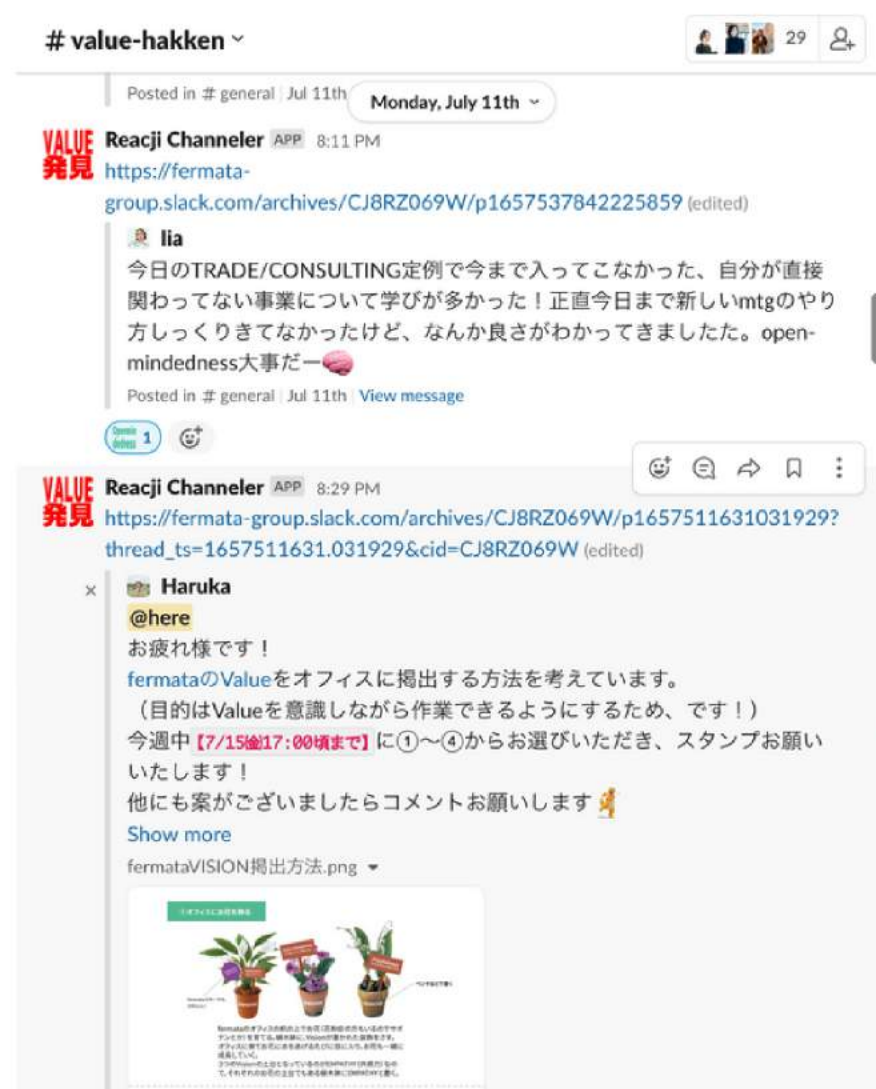 # value-hakken
29
Posted in # general Jul 11th
Monday, July 11th
VALUE
発見
Reacji Channeler APP 8:11 PM
https://fermata-
group.slack.com/archives/CJ8RZ069W/p1657537842225859 (edited)
lia
今日のTRADE/CONSULTING定例で今まで入ってこなかった、自分が直接
関わってない事業について学びが多かった！正直今日まで新しいmtgのやり
方しっくりきてなかったけど、なんか良さがわかってきましたた。open-
mindedness大事だー🧠
Posted in # general Jul 11th View message
1
VALUE
発見
Reacji Channeler APP 8:29 PM
https://fermata-group.slack.com/archives/CJ8RZ069W/p1657511631031929?
thread_ts=1657511631.031929&cid=CJ8RZ069W (edited)
Haruka
@here
お疲れ様です！
fermataのValueをオフィスに掲出する方法を考えています。
（目的はValueを意識しながら作業できるようにするため、です！）
今週中【7/15金17:00頃まで】に①〜④からお選びいただき、スタンプお願い
いたします！
他にも案がございましたらコメントお願いします
Show more
fermataVISION掲出方法.png
①オフィスにお花を飾る